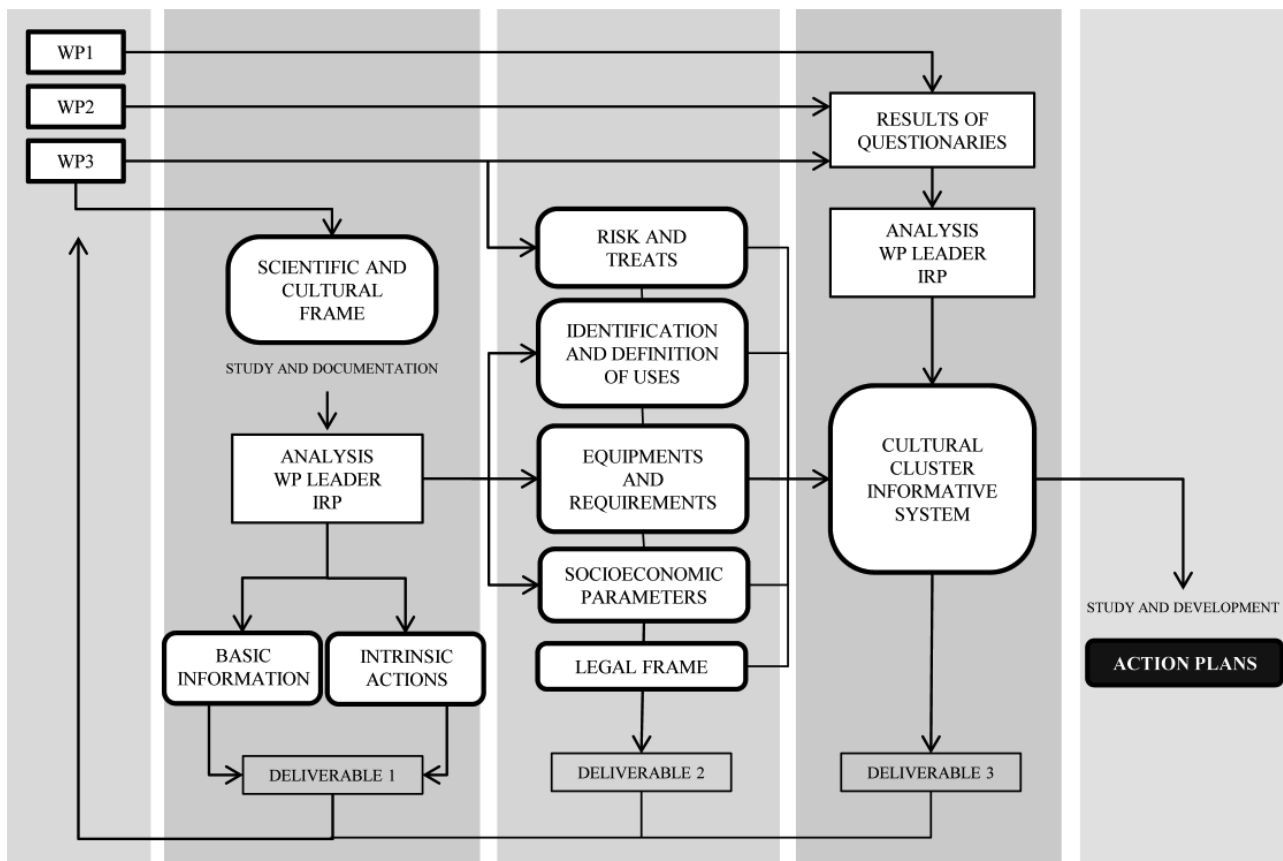 WP1
WP2
WP3
SCIENTIFIC AND
CULTURAL
FRAME
STUDY AND DOCUMENTATION
ANALYSIS
WP LEADER
IRP
BASIC
INFORMATION
INTRINSIC
ACTIONS
DELIVERABLE 1
RISK AND
TREATS
IDENTIFICATION
AND DEFINITION
OF USES
EQUIPMENTS
AND
REQUIREMENTS
SOCIOECONOMIC
PARAMETERS
LEGAL FRAME
DELIVERABLE 2
RESULTS OF
QUESTIONARIES
ANALYSIS
WP LEADER
IRP
CULTURAL
CLUSTER
INFORMATIVE
SYSTEM
DELIVERABLE 3
STUDY AND DEVELOPMENT
ACTION PLANS